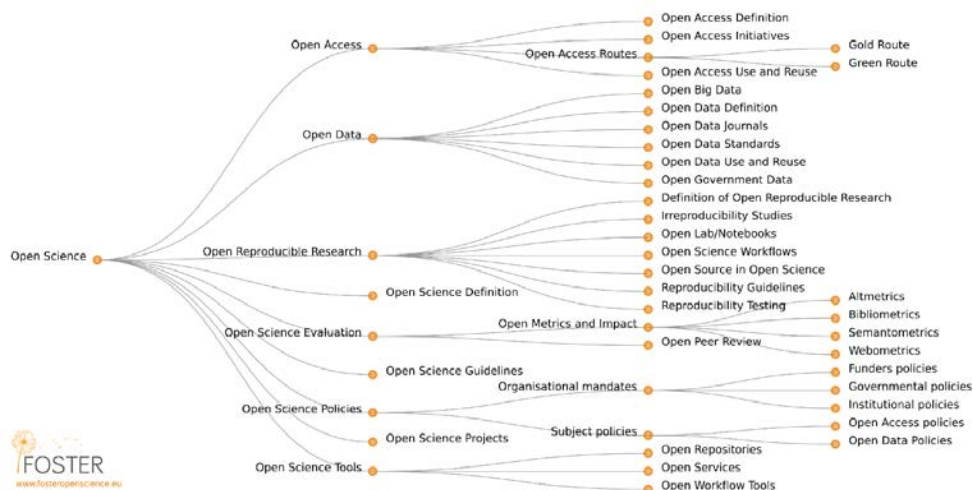 Open Science
Open Access
Open Access Definition
Open Access Initiatives
Open Access Routes
Gold Route
Green Route
Open Access Use and Reuse
Open Data
Open Big Data
Open Data Definition
Open Data Journals
Open Data Standards
Open Data Use and Reuse
Open Government Data
Open Reproducible Research
Definition of Open Reproducible Research
Irreproducibility Studies
Open Lab/Notebooks
Open Science Workflows
Open Source in Open Science
Reproducibility Guidelines
Reproducibility Testing
Open Science Definition
Open Science Evaluation
Open Metrics and Impact
Altmetrics
Bibliometrics
Semantometrics
Webometrics
Open Peer Review
Open Science Guidelines
Open Science Policies
Organisational mandates
Funders policies
Governmental policies
Institutional policies
Subject policies
Open Access policies
Open Data Policies
Open Science Projects
Open Science Tools
Open Repositories
Open Services
Open Workflow Tools
FOSTER
www.fosteropenscience.eu